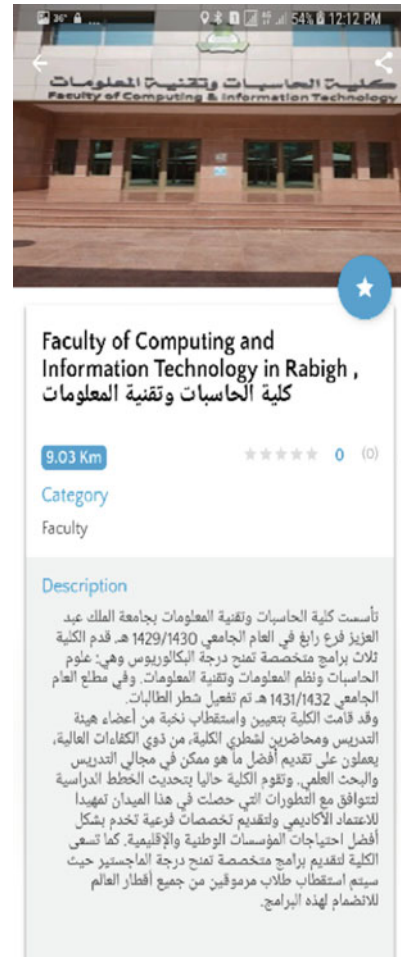 36° ... 54% 12:12 PM
كلية الحاسبات وتقنية المعلومات
Faculty of Computing & Information Technology
Faculty of Computing and
Information Technology in Rabigh ,
كلية الحاسبات وتقنية المعلومات
9.03 Km 0 (0)
Category
Faculty
Description
تأسست كلية الحاسبات وتقنية المعلومات بجامعة الملك عبد
العزيز فرع رابغ في العام الجامعي 1429/1430 هـ. قدم الكلية
ثلاث برامج متخصصة تمنح درجة البكالوريوس وهي: علوم
الحاسبات ونظم المعلومات وتقنية المعلومات. وفي مطلع العام
الجامعي 1431/1432 هـ تم تفعيل شطر الطالبات.
وقد قامت الكلية بتعيين واستقطاب نخبة من أعضاء هيئة
التدريس ومحاضرين لشطري الكلية، من ذوي الكفاءات العالية،
يعملون على تقديم أفضل ما هو ممكن في مجالي التدريس
والبحث العلمي. وتقوم الكلية حاليا بتحديث الخطط الدراسية
لتتوافق مع التطورات التي حصلت في هذا الميدان تمهيدا
للاعتماد الأكاديمي ولتقديم تخصصات فرعية تخدم بشكل
أفضل احتياجات المؤسسات الوطنية والإقليمية. كما تسعى
الكلية لتقديم برامج متخصصة تمنح درجة الماجستير حيث
سيتم استقطاب طلاب مرموقين من جميع أقطار العالم
للانضمام لهذه البرامج.